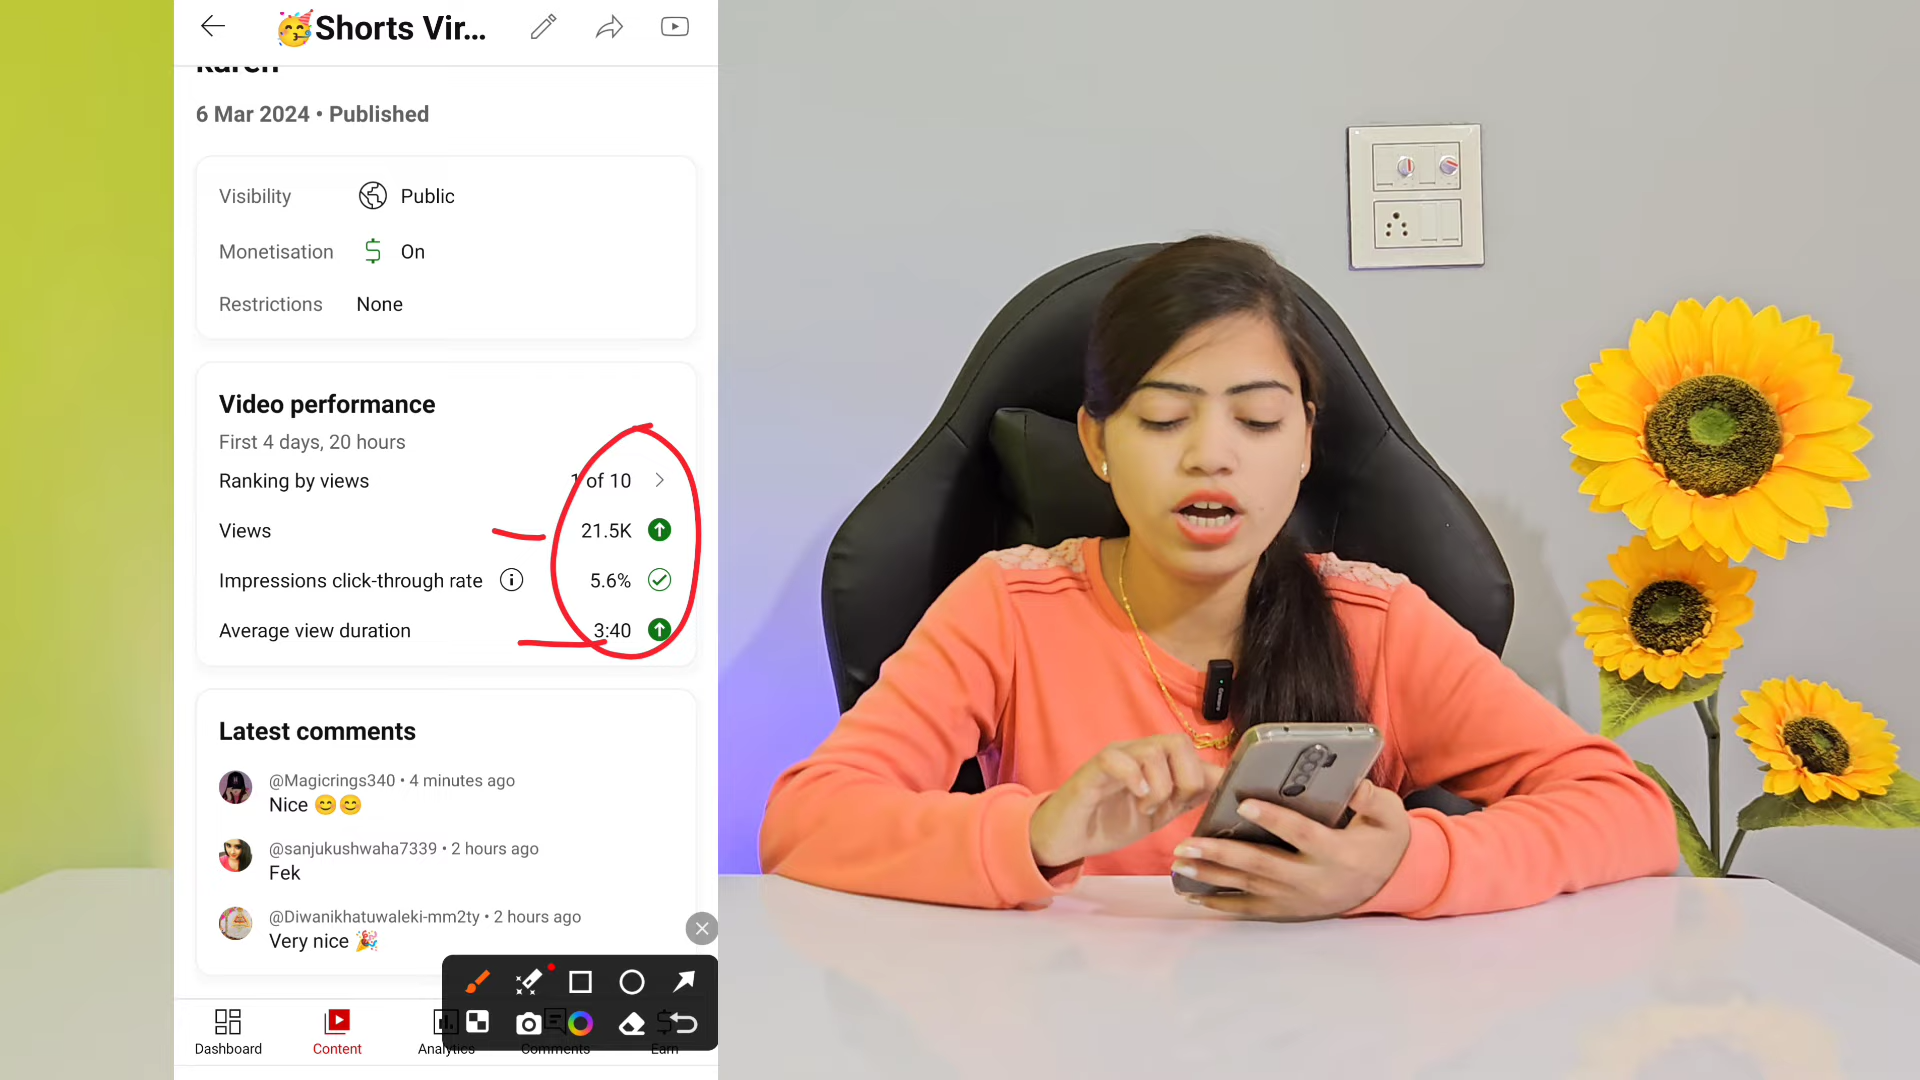 🥳Shorts Vir...
karen
6 Mar 2024 • Published
Visibility Public
Monetisation On
Restrictions None
Video performance
First 4 days, 20 hours
Ranking by views 1 of 10
Views 21.5K
Impressions click-through rate 5.6%
Average view duration 3:40
Latest comments
@Magicrings340 • 4 minutes ago
Nice 😊😊
@sanjukushwaha7339 • 2 hours ago
Fek
@Diwanikhatuwaleki-mm2ty • 2 hours ago
Very nice 🎉
Dashboard Content Analytics Comments Earn